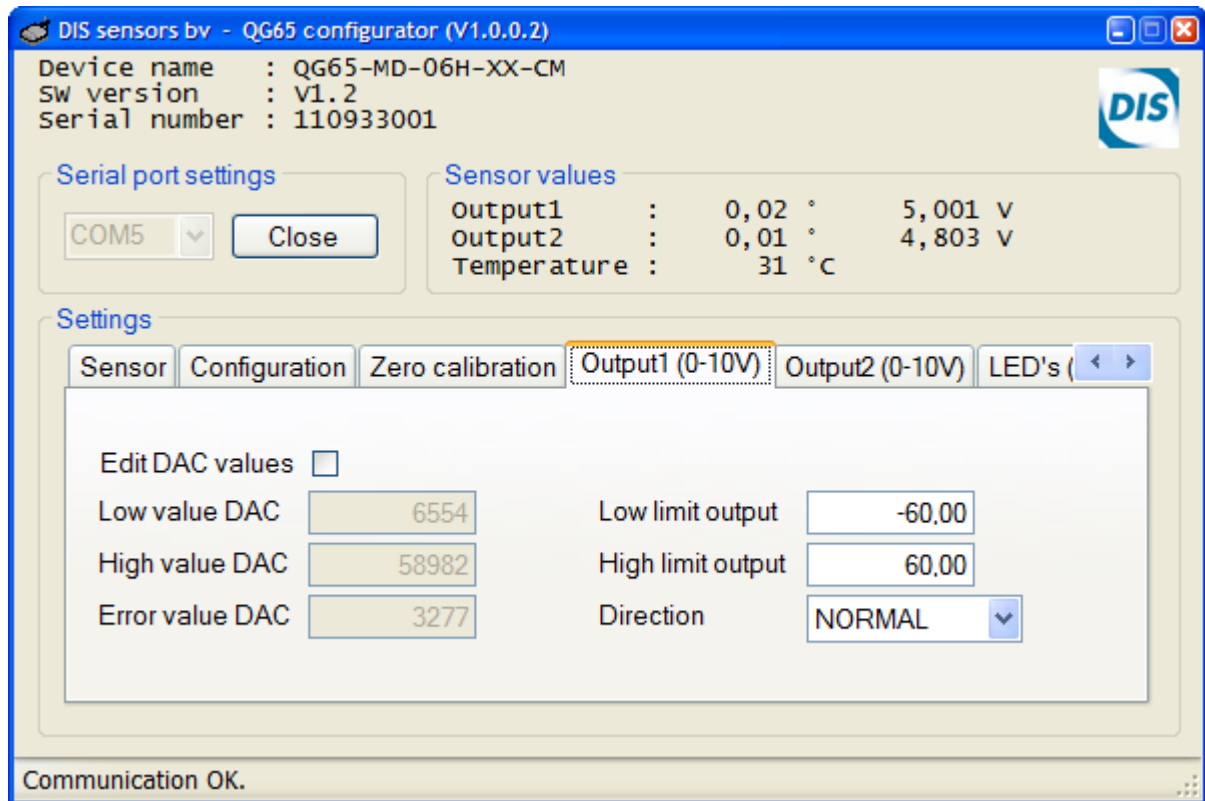 DIS sensors bv - QG65 configurator (V1.0.0.2)
Device name : QG65-MD-06H-XX-CM
SW version : V1.2
Serial number : 110933001
DIS
Serial port settings
COM5 Close
Sensor values
Output1 : 0,02 ° 5,001 V
Output2 : 0,01 ° 4,803 V
Temperature : 31 °C
Settings
Sensor Configuration Zero calibration Output1 (0-10V) Output2 (0-10V) LED's (
Edit DAC values
Low value DAC 6554 Low limit output -60,00
High value DAC 58982 High limit output 60,00
Error value DAC 3277 Direction NORMAL
Communication OK.